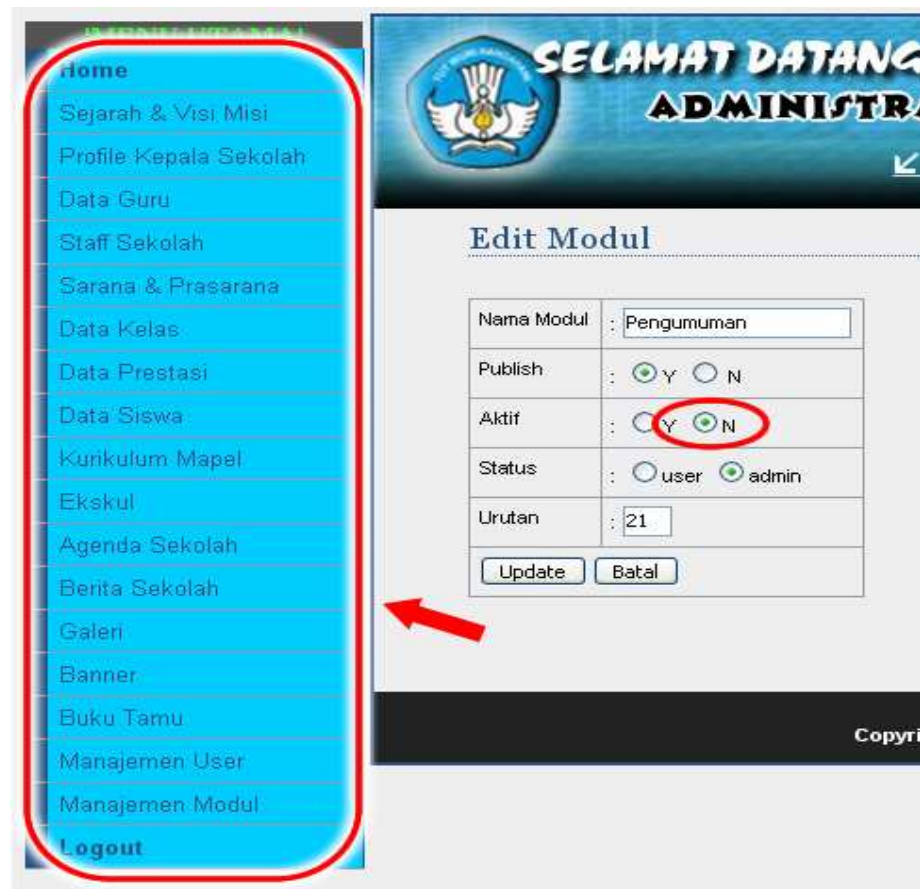 Home
Sejarah & Visi Misi
Profile Kepala Sekolah
Data Guru
Staff Sekolah
Sarana & Prasarana
Data Kelas
Data Prestasi
Data Siswa
Kurikulum Mapel
Ekskul
Agenda Sekolah
Berita Sekolah
Galeri
Banner
Buku Tamu
Manajemen User
Manajemen Modul
Logout
SELAMAT DATANG
ADMINISTRA
Edit Modul
Nama Modul : Pengumuman
Publish : Y N
Aktif : Y N
Status : user admin
Urutan : 21
Update Batal
Copyri